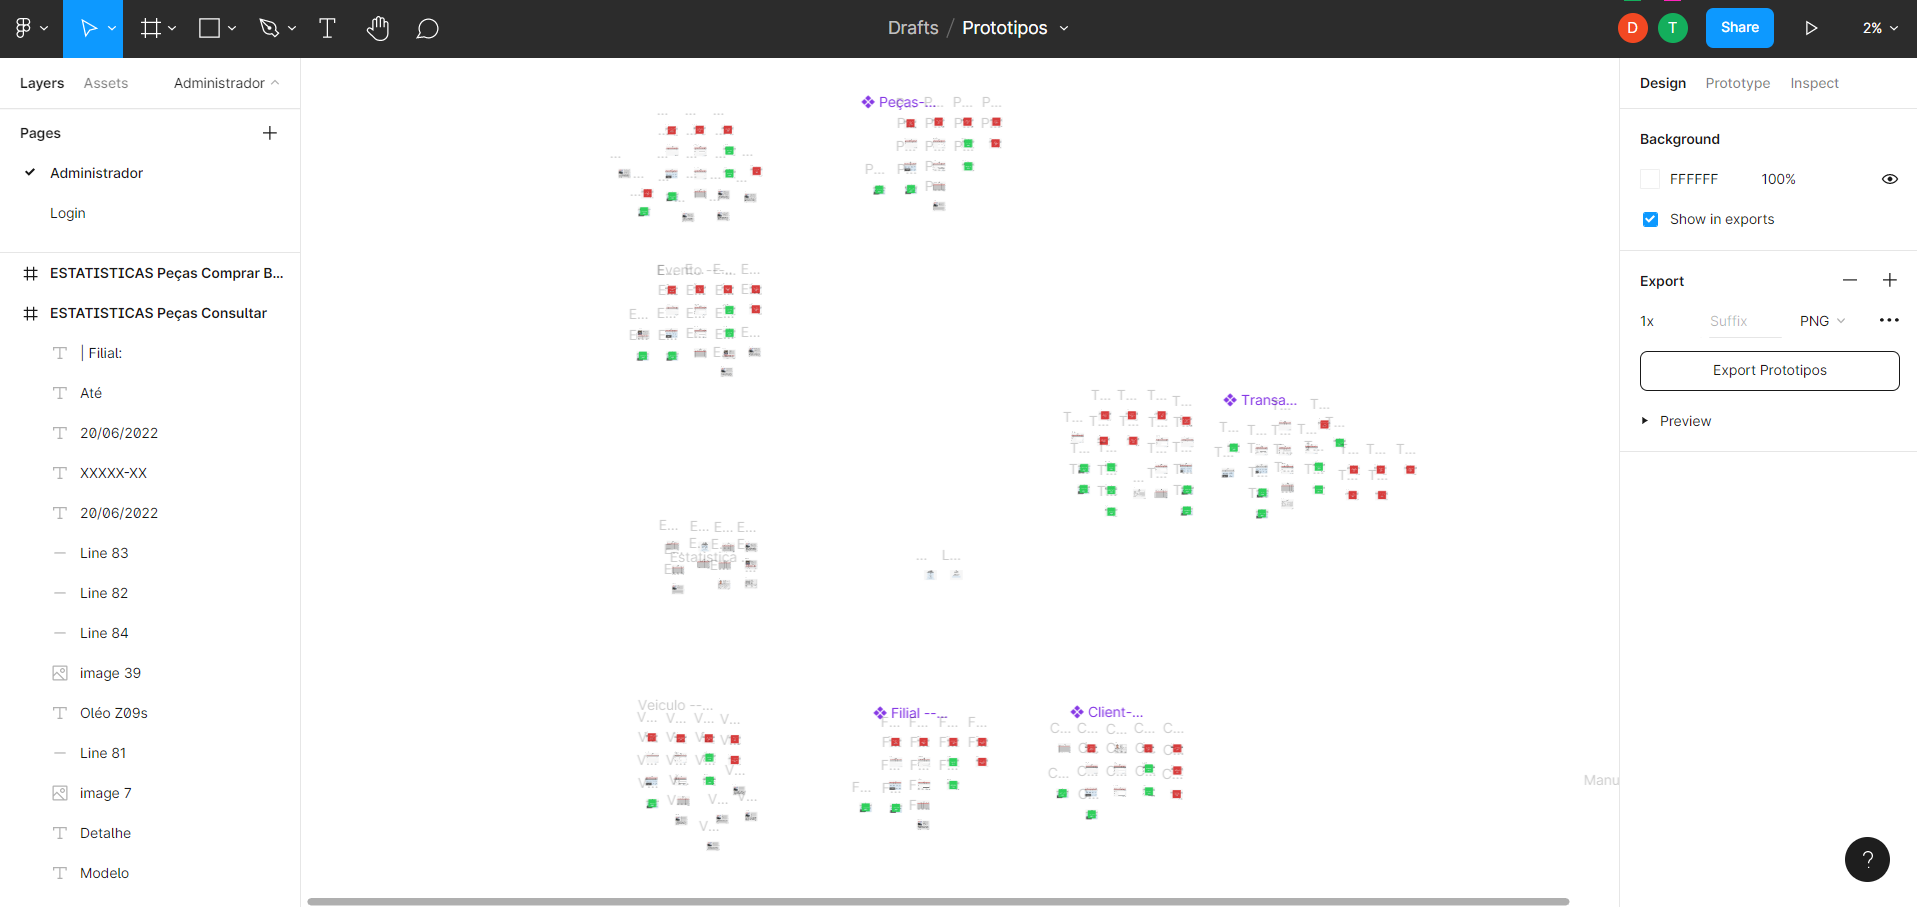 Drafts / Prototipos
D
T
Share
2%
Layers
Assets
Administrador
Pages
Administrador
Login
ESTATISTICAS Peças Comprar B...
ESTATISTICAS Peças Consultar
| Filial:
Até
20/06/2022
XXXXX-XX
20/06/2022
Line 83
Line 82
Line 84
image 39
Oléo Z09s
Line 81
image 7
Detalhe
Modelo
Peças-...
P...
P...
P...
Evento --...
E...
E...
E...
T...
T...
T...
T...
Transa...
T...
E...
E...
E...
E...
Estatistica
L...
Veiculo --...
V...
V...
V...
V...
Filial --...
F...
F...
F...
F...
Client-...
C...
C...
C...
C...
C...
Manu
Design
Prototype
Inspect
Background
FFFFFF
100%
Show in exports
Export
1x
Suffix
PNG
Export Prototipos
Preview
?